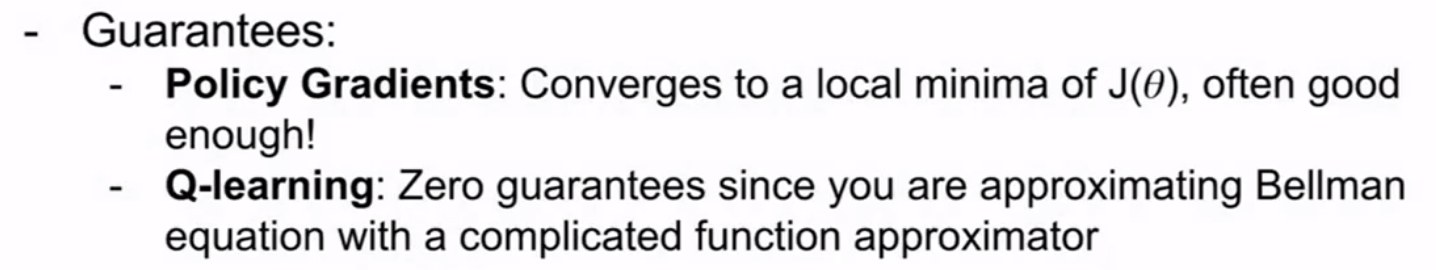 - Guarantees:
- Policy Gradients: Converges to a local minima of J(θ), often good
enough!
- Q-learning: Zero guarantees since you are approximating Bellman
equation with a complicated function approximator